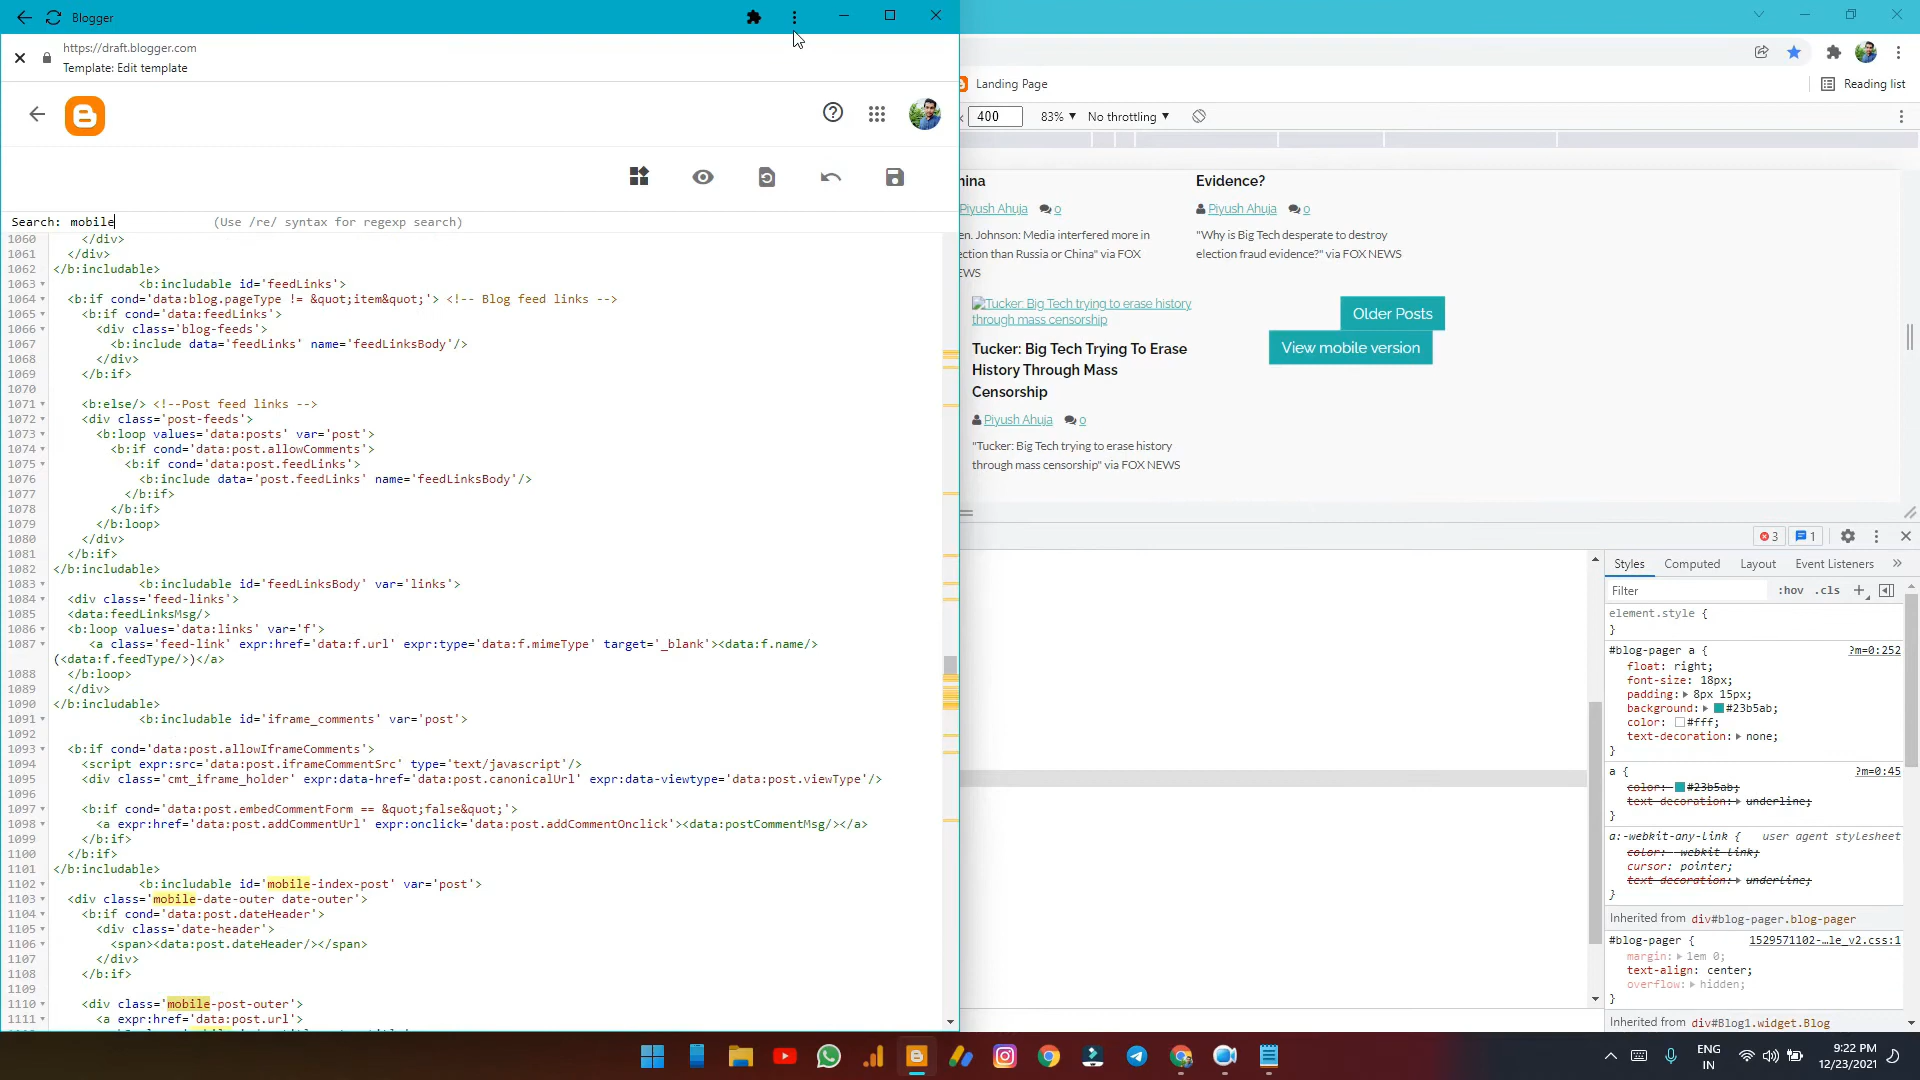 Blogger
https://draft.blogger.com
Template: Edit template
Search: mobile (Use /re/ syntax for regexp search)
1060 </div>
1061 </div>
1062 </b:includable>
1063 <b:includable id='feedLinks'>
1064 <b:if cond='data:blog.pageType != &quot;item&quot;'> <!-- Blog feed links -->
1065 <b:if cond='data:feedLinks'>
1066 <div class='blog-feeds'>
1067 <b:include data='feedLinks' name='feedLinksBody'/>
1068 </div>
1069 </b:if>
1070
1071 <b:else/> <!--Post feed links -->
1072 <div class='post-feeds'>
1073 <b:loop values='data:posts' var='post'>
1074 <b:if cond='data:post.allowComments'>
1075 <b:if cond='data:post.feedLinks'>
1076 <b:include data='post.feedLinks' name='feedLinksBody'/>
1077 </b:if>
1078 </b:if>
1079 </b:loop>
1080 </div>
1081 </b:if>
1082 </b:includable>
1083 <b:includable id='feedLinksBody' var='links'>
1084 <div class='feed-links'>
1085 <data:feedLinksMsg/>
1086 <b:loop values='data:links' var='f'>
1087 <a class='feed-link' expr:href='data:f.url' expr:type='data:f.mimeType' target='_blank'><data:f.name/>
(<data:f.feedType/>)</a>
1088 </b:loop>
1089 </div>
1090 </b:includable>
1091 <b:includable id='iframe_comments' var='post'>
1092
1093 <b:if cond='data:post.allowIframeComments'>
1094 <script expr:src='data:post.iframeCommentSrc' type='text/javascript'/>
1095 <div class='cmt_iframe_holder' expr:data-href='data:post.canonicalUrl' expr:data-viewtype='data:post.viewType'/>
1096
1097 <b:if cond='data:post.embedCommentForm == &quot;false&quot;'>
1098 <a expr:href='data:post.addCommentUrl' expr:onclick='data:post.addCommentOnclick'><data:postCommentMsg/></a>
1099 </b:if>
1100 </b:if>
1101 </b:includable>
1102 <b:includable id='mobile-index-post' var='post'>
1103 <div class='mobile-date-outer date-outer'>
1104 <b:if cond='data:post.dateHeader'>
1105 <div class='date-header'>
1106 <span><data:post.dateHeader/></span>
1107 </div>
1108 </b:if>
1109
1110 <div class='mobile-post-outer'>
1111 <a expr:href='data:post.url'>
Landing Page
Reading list
400 83% No throttling
hina
Piyush Ahuja 0
en. Johnson: Media interfered more in
ection than Russia or China" via FOX
EWS
Evidence?
Piyush Ahuja 0
"Why is Big Tech desperate to destroy
election fraud evidence?" via FOX NEWS
Tucker: Big Tech trying to erase history
through mass censorship
Tucker: Big Tech Trying To Erase
History Through Mass
Censorship
Piyush Ahuja 0
"Tucker: Big Tech trying to erase history
through mass censorship" via FOX NEWS
Older Posts
View mobile version
3 1
Styles Computed Layout Event Listeners
Filter :hov .cls
element.style {
}
#blog-pager a { ?m=0:252
float: right;
font-size: 18px;
padding: 8px 15px;
background: #23b5ab;
color: #fff;
text-decoration: none;
}
a { ?m=0:45
color: #23b5ab;
text-decoration: underline;
}
a:-webkit-any-link { user agent stylesheet
color: -webkit-link;
cursor: pointer;
text-decoration: underline;
}
Inherited from div#blog-pager.blog-pager
#blog-pager { 1529571102-…le_v2.css:1
margin: 1em 0;
text-align: center;
overflow: hidden;
}
Inherited from div#Blog1.widget.Blog
ENG
IN
9:22 PM
12/23/2021